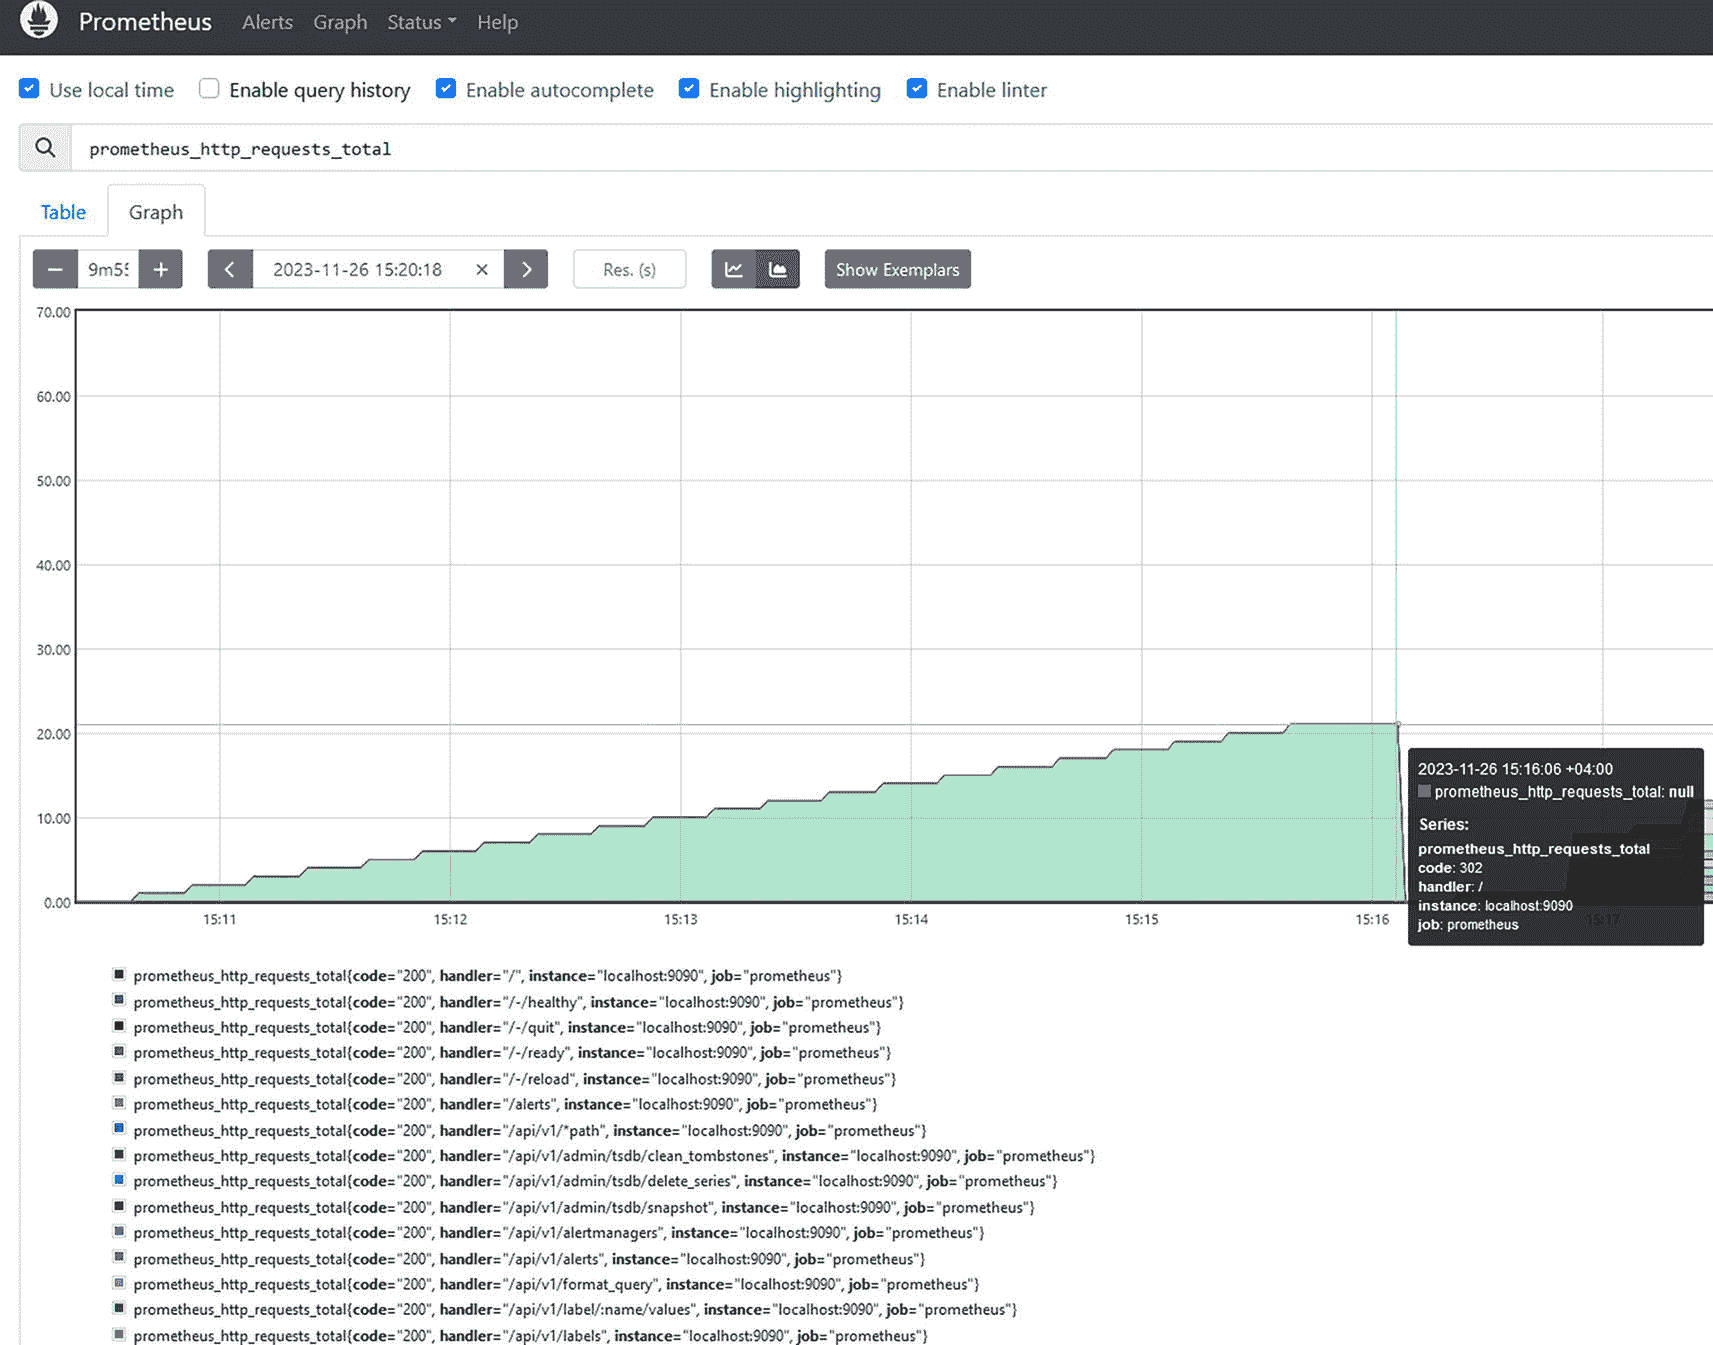 Prometheus Alerts Graph Status Help
Use local time Enable query history Enable autocomplete Enable highlighting Enable linter
prometheus_http_requests_total
Table Graph
− 9m5 + 2023-11-26 15:20:18 × Res. (s) Show Exemplars
70.00
60.00
50.00
40.00
30.00
20.00
10.00
0.00
15:11 15:12 15:13 15:14 15:15 15:16 15:17
2023-11-26 15:16:06 +04:00
prometheus_http_requests_total: null
Series:
prometheus_http_requests_total
code: 302
handler: /
instance: localhost:9090
job: prometheus
prometheus_http_requests_total{code="200", handler="/", instance="localhost:9090", job="prometheus"}
prometheus_http_requests_total{code="200", handler="/-/healthy", instance="localhost:9090", job="prometheus"}
prometheus_http_requests_total{code="200", handler="/-/quit", instance="localhost:9090", job="prometheus"}
prometheus_http_requests_total{code="200", handler="/-/ready", instance="localhost:9090", job="prometheus"}
prometheus_http_requests_total{code="200", handler="/-/reload", instance="localhost:9090", job="prometheus"}
prometheus_http_requests_total{code="200", handler="/alerts", instance="localhost:9090", job="prometheus"}
prometheus_http_requests_total{code="200", handler="/api/v1/*path", instance="localhost:9090", job="prometheus"}
prometheus_http_requests_total{code="200", handler="/api/v1/admin/tsdb/clean_tombstones", instance="localhost:9090", job="prometheus"}
prometheus_http_requests_total{code="200", handler="/api/v1/admin/tsdb/delete_series", instance="localhost:9090", job="prometheus"}
prometheus_http_requests_total{code="200", handler="/api/v1/admin/tsdb/snapshot", instance="localhost:9090", job="prometheus"}
prometheus_http_requests_total{code="200", handler="/api/v1/alertmanagers", instance="localhost:9090", job="prometheus"}
prometheus_http_requests_total{code="200", handler="/api/v1/alerts", instance="localhost:9090", job="prometheus"}
prometheus_http_requests_total{code="200", handler="/api/v1/format_query", instance="localhost:9090", job="prometheus"}
prometheus_http_requests_total{code="200", handler="/api/v1/label/:name/values", instance="localhost:9090", job="prometheus"}
prometheus_http_requests_total{code="200", handler="/api/v1/labels", instance="localhost:9090", job="prometheus"}